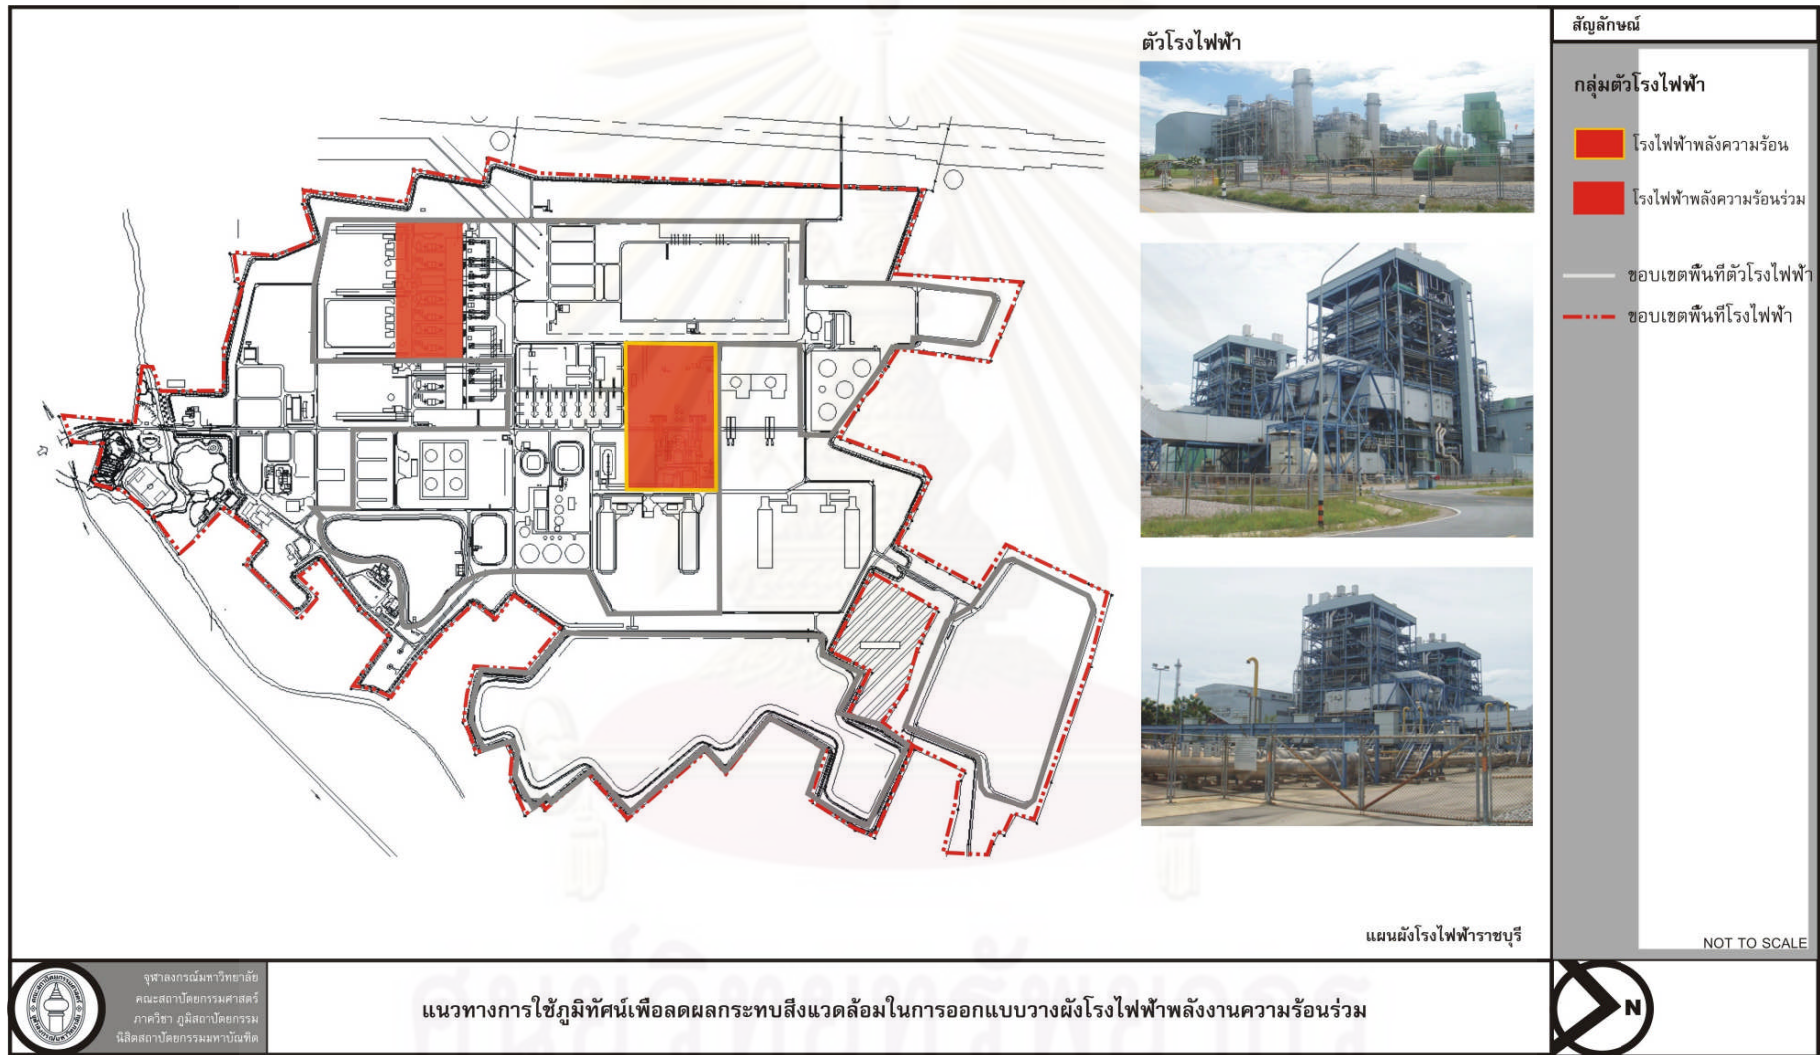 ตัวโรงไฟฟ้า
สัญลักษณ์
กลุ่มตัวโรงไฟฟ้า
โรงไฟฟ้าพลังความร้อน
โรงไฟฟ้าพลังความร้อนร่วม
ขอบเขตพื้นที่ตัวโรงไฟฟ้า
ขอบเขตพื้นที่โรงไฟฟ้า
แผนผังโรงไฟฟ้าราชบุรี
NOT TO SCALE
จุฬาลงกรณ์มหาวิทยาลัย
คณะสถาปัตยกรรมศาสตร์
ภาควิชา ภูมิสถาปัตยกรรม
นิสิตสถาปัตยกรรมมหาบัณฑิต
แนวทางการใช้ภูมิทัศน์เพื่อลดผลกระทบสิ่งแวดล้อมในการออกแบบวางผังโรงไฟฟ้าพลังงานความร้อนร่วม
N
ศูนย์วิทยทรัพยากร